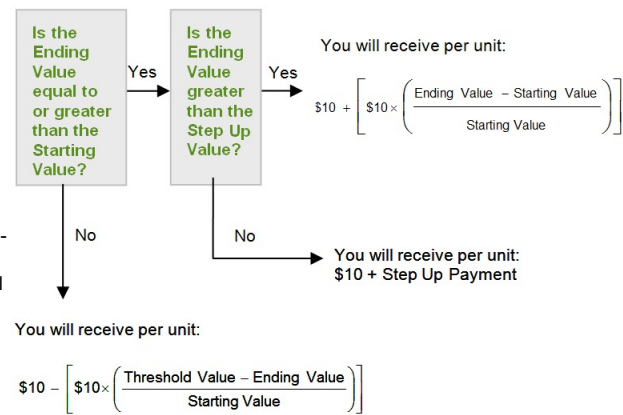 Is the
Ending
Value
equal to
or greater
than the
Starting
Value?
Yes
Is the
Ending
Value
greater
than the
Step Up
Value?
Yes
You will receive per unit:
$10 + [ $10 × ( Ending Value – Starting Value
Starting Value ) ]
No
No
You will receive per unit:
$10 + Step Up Payment
You will receive per unit:
$10 – [ $10× ( Threshold Value – Ending Value
Starting Value ) ]